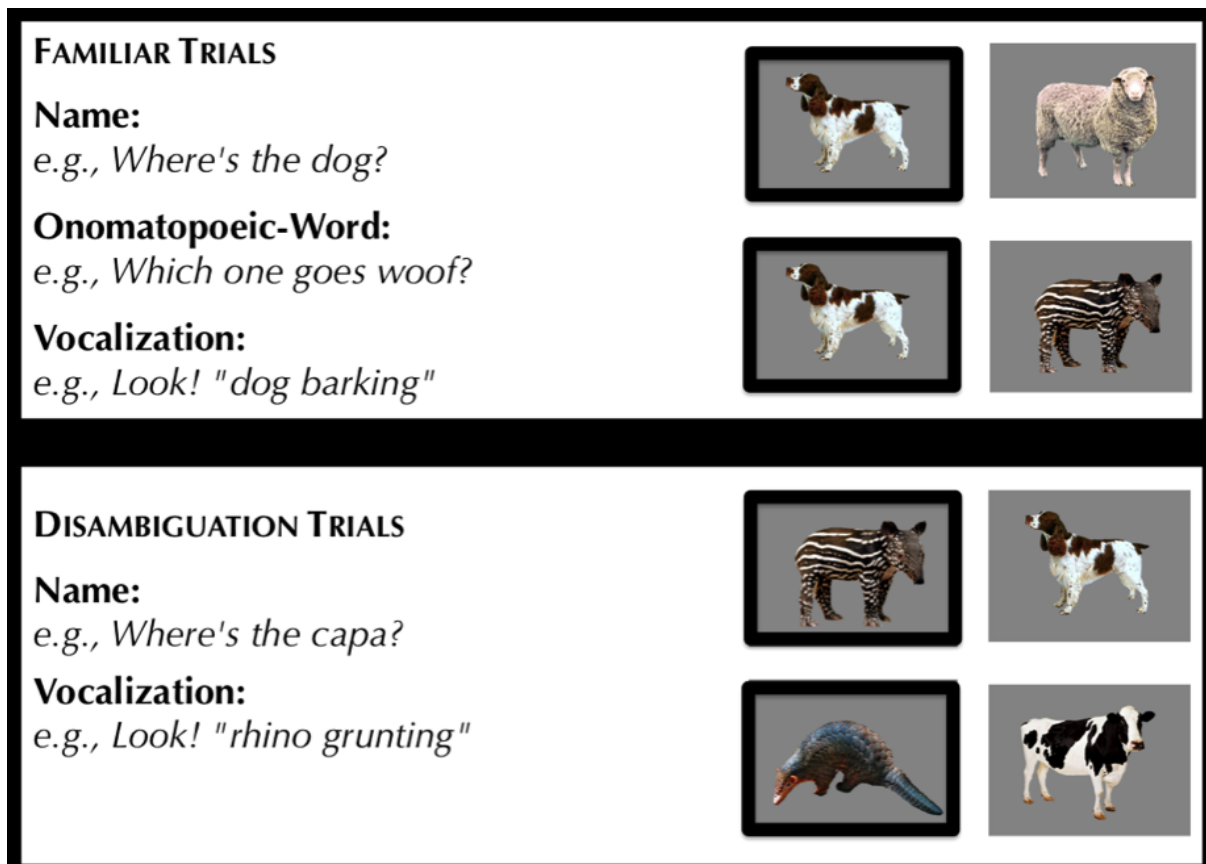 FAMILIAR TRIALS
Name:
e.g., Where's the dog?
Onomatopoeic-Word:
e.g., Which one goes woof?
Vocalization:
e.g., Look! "dog barking"
DISAMBIGUATION TRIALS
Name:
e.g., Where's the capa?
Vocalization:
e.g., Look! "rhino grunting"